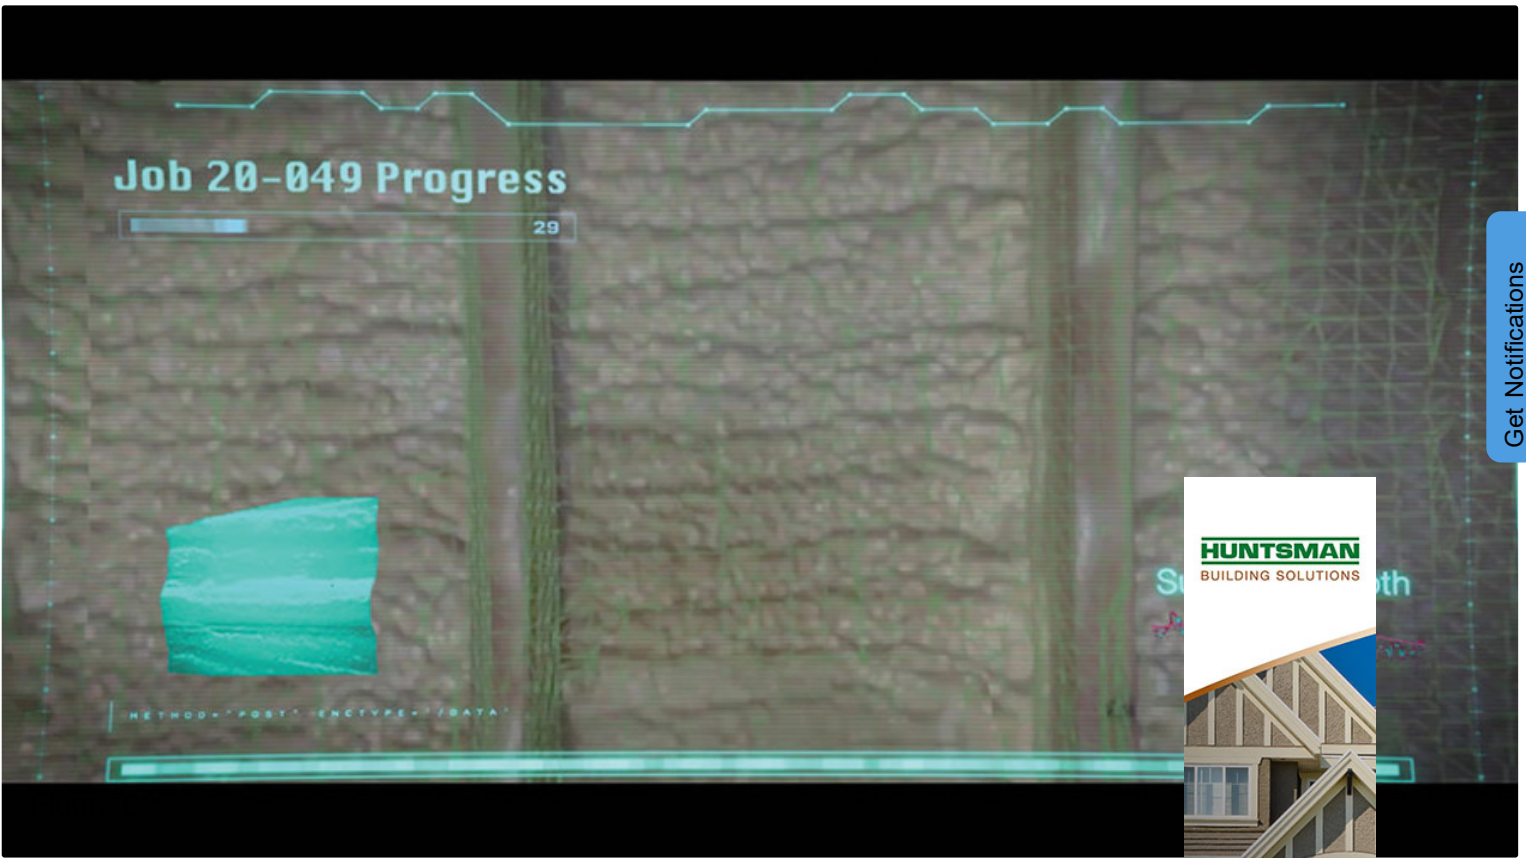 Job 20-049 Progress
29
Get Notifications
HUNTSMAN
BUILDING SOLUTIONS
METHOD="POST" ENCTYPE="/DATA"